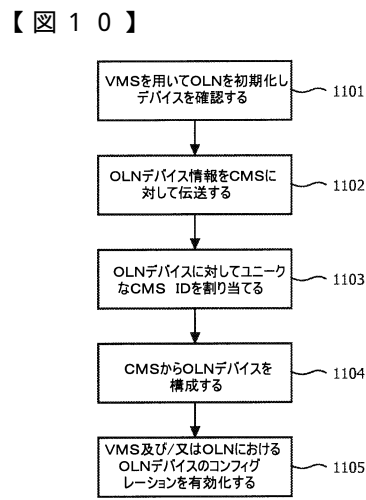 【図１０】
VMSを用いてOLNを初期化し
デバイスを確認する
1101
OLNデバイス情報をCMSに
対して伝送する
1102
OLNデバイスに対してユニーク
なCMS IDを割り当てる
1103
CMSからOLNデバイスを
構成する
1104
VMS及び/又はOLNにおける
OLNデバイスのコンフィグ
レーションを有効化する
1105